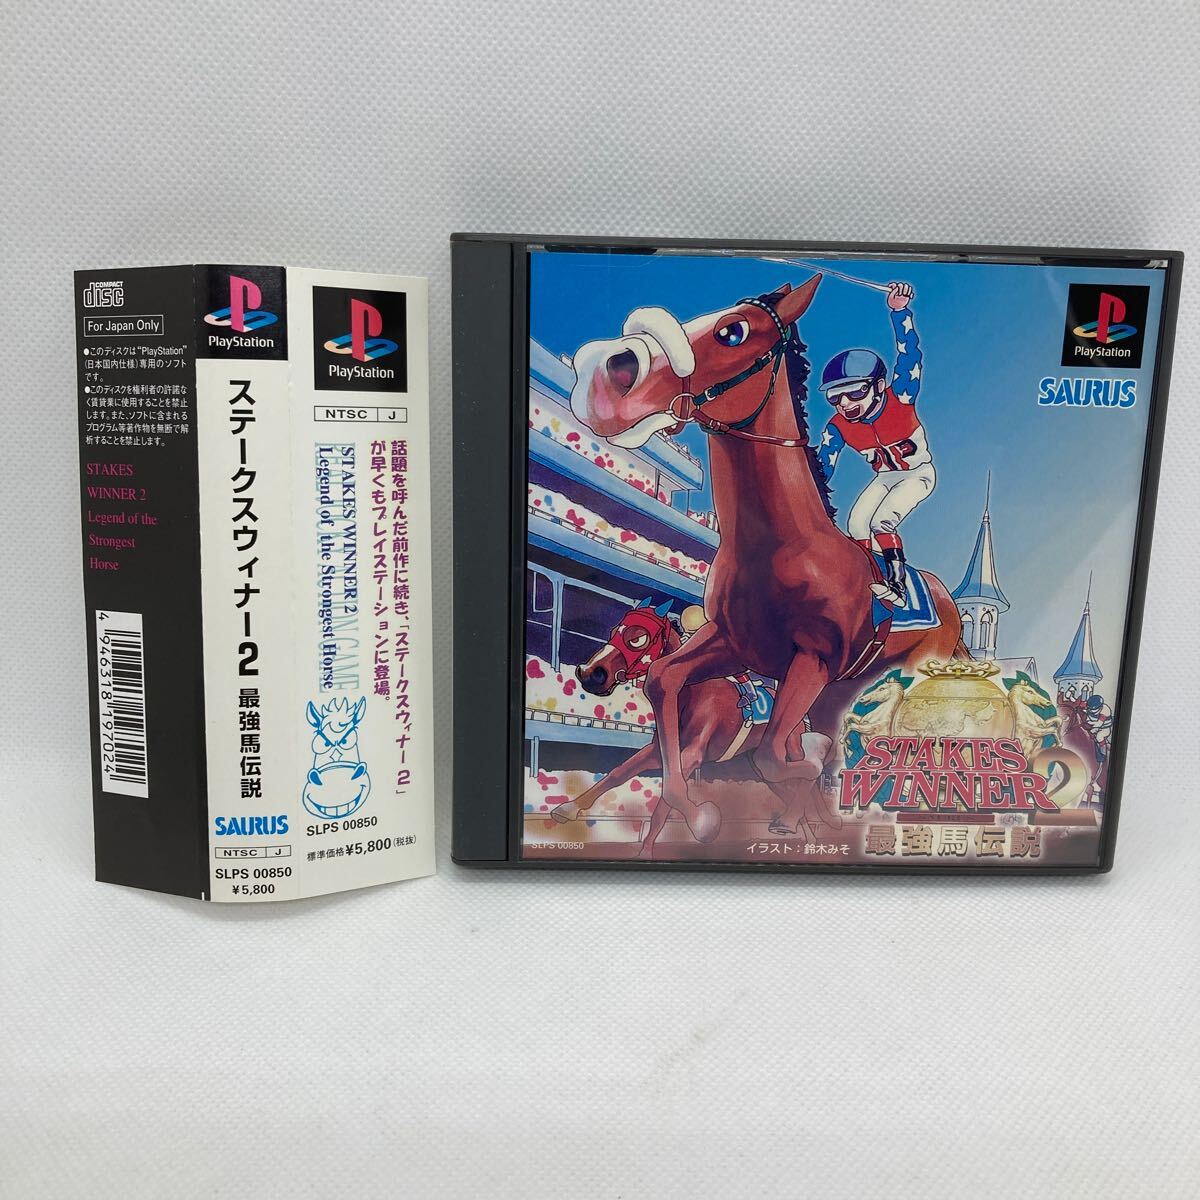 COMPACT
disc
For Japan Only
●このディスクは"PlayStation"
(日本国内仕様)専用のソフト
です。
●このディスクを権利者の許諾な
く賃貸業に使用することを禁止
します。また、ソフトに含まれる
プログラム等著作物を無断で解
析することを禁止します。
STAKES
WINNER 2
Legend of the
Strongest
Horse
4 946318 197024
PlayStation
ステークスウィナー2 最強馬伝説
SAURUS
NTSC J
SLPS 00850
¥5,800
PlayStation
NTSC J
話題を呼んだ前作に続き、「ステークスウィナー2」
が早くもプレイステーションに登場。
STAKES WINNER 2
Legend of the Strongest Horse
SLPS 00850
標準価格¥5,800(税抜)
PlayStation
SAURUS
STAKES
WINNER 2
最強馬伝説
イラスト:鈴木みそ
SLPS 00850